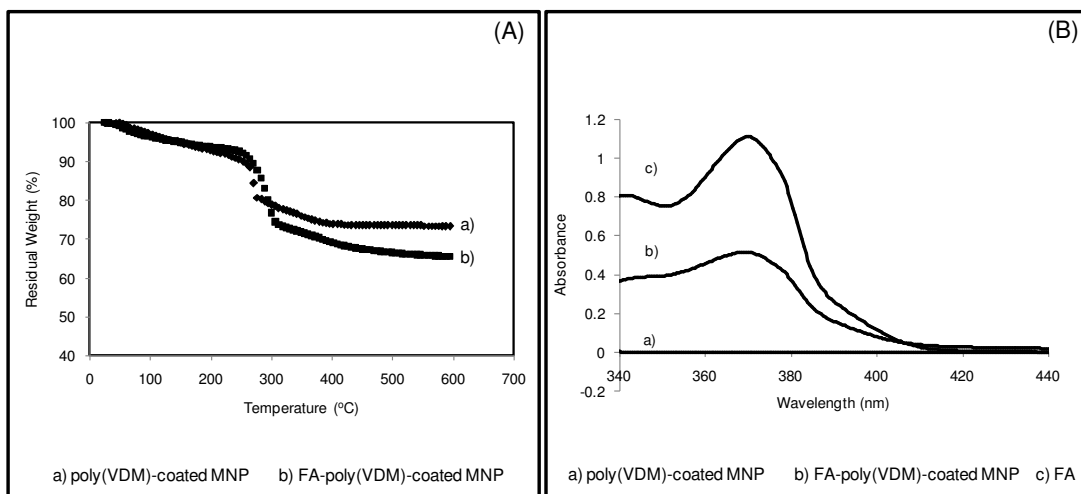 (A)
Residual Weight (%)
100
90
80
70
60
50
40
0 100 200 300 400 500 600 700
Temperature (ºC)
a)
b)
a) poly(VDM)-coated MNP b) FA-poly(VDM)-coated MNP
(B)
Absorbance
1.2
1
0.8
0.6
0.4
0.2
0
-0.2
340 360 380 400 420 440
Wavelength (nm)
c)
b)
a)
a) poly(VDM)-coated MNP b) FA-poly(VDM)-coated MNP c) FA